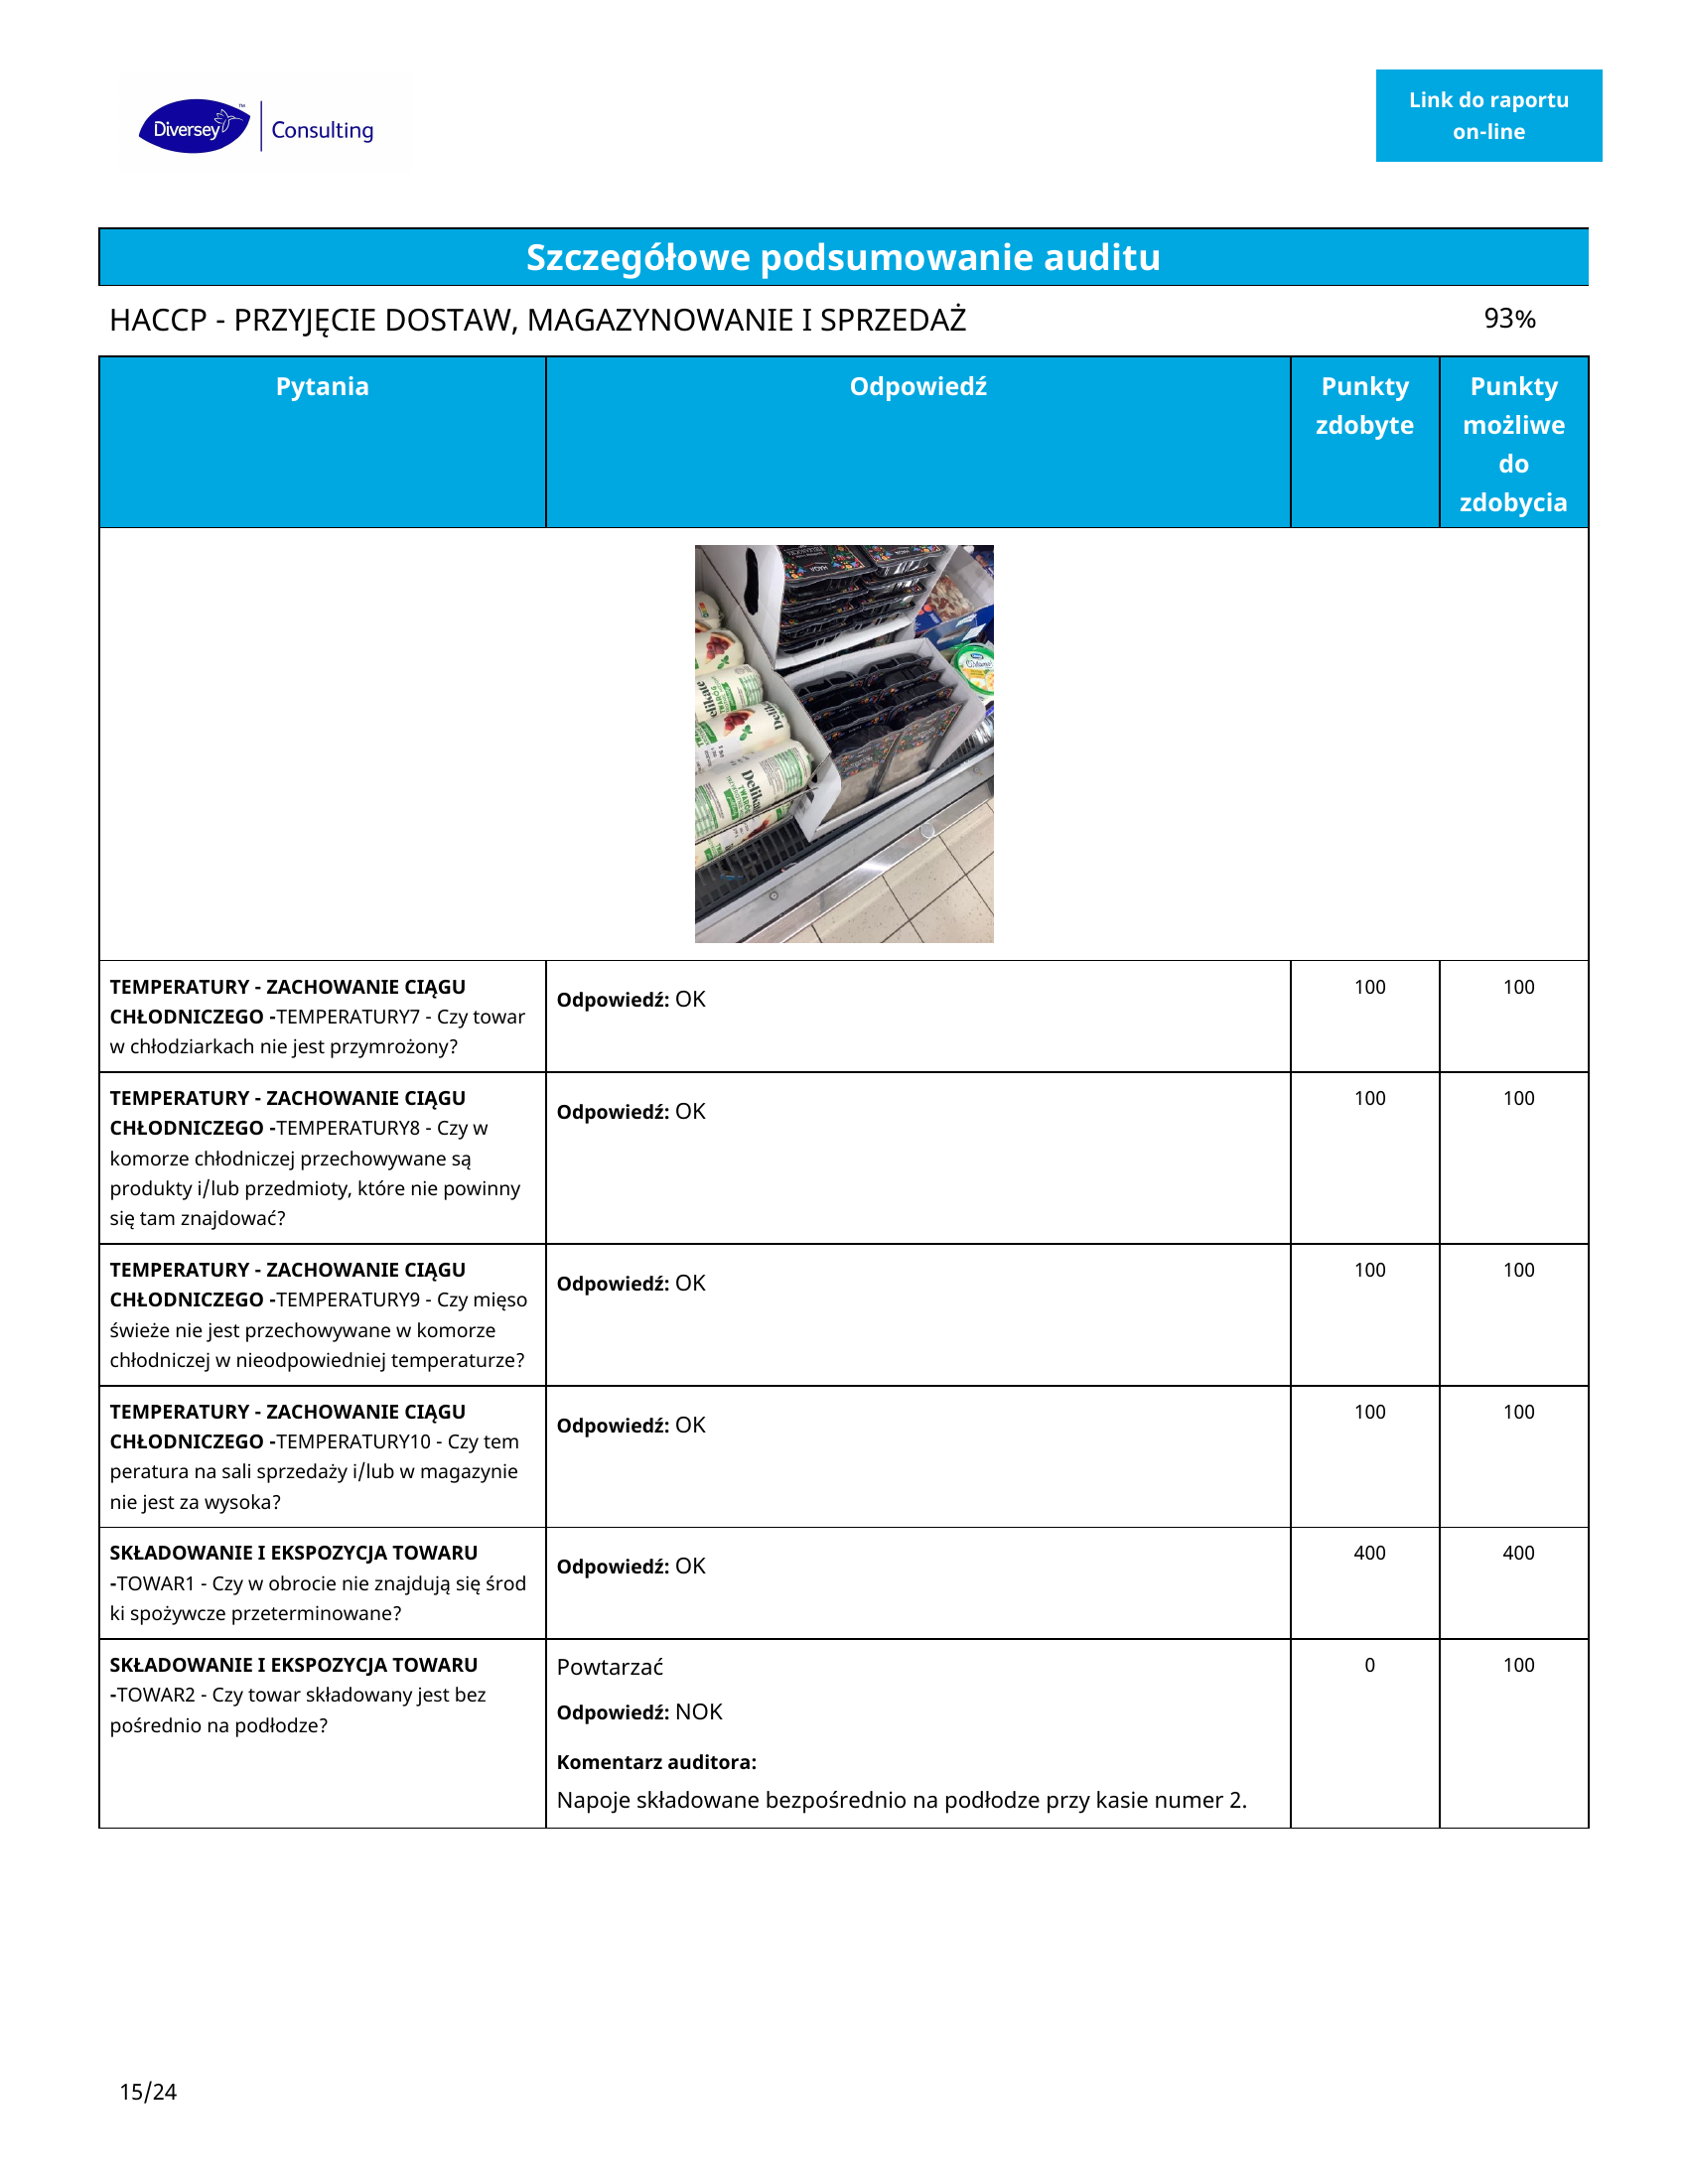 Diversey
TM
Consulting
Link do raportu
on-line
Szczegółowe podsumowanie auditu
HACCP - PRZYJĘCIE DOSTAW, MAGAZYNOWANIE I SPRZEDAŻ
93%
Pytania
Odpowiedź
Punkty
zdobyte
Punkty
możliwe
do
zdobycia
Delikate
TWARÓG
TEMPERATURY - ZACHOWANIE CIĄGU
CHŁODNICZEGO -TEMPERATURY7 - Czy towar
w chłodziarkach nie jest przymrożony?
Odpowiedź: OK
100
100
TEMPERATURY - ZACHOWANIE CIĄGU
CHŁODNICZEGO -TEMPERATURY8 - Czy w
komorze chłodniczej przechowywane są
produkty i/lub przedmioty, które nie powinny
się tam znajdować?
Odpowiedź: OK
100
100
TEMPERATURY - ZACHOWANIE CIĄGU
CHŁODNICZEGO -TEMPERATURY9 - Czy mięso
świeże nie jest przechowywane w komorze
chłodniczej w nieodpowiedniej temperaturze?
Odpowiedź: OK
100
100
TEMPERATURY - ZACHOWANIE CIĄGU
CHŁODNICZEGO -TEMPERATURY10 - Czy tem
peratura na sali sprzedaży i/lub w magazynie
nie jest za wysoka?
Odpowiedź: OK
100
100
SKŁADOWANIE I EKSPOZYCJA TOWARU
-TOWAR1 - Czy w obrocie nie znajdują się środ
ki spożywcze przeterminowane?
Odpowiedź: OK
400
400
SKŁADOWANIE I EKSPOZYCJA TOWARU
-TOWAR2 - Czy towar składowany jest bez
pośrednio na podłodze?
Powtarzać
Odpowiedź: NOK
Komentarz auditora:
Napoje składowane bezpośrednio na podłodze przy kasie numer 2.
0
100
15/24